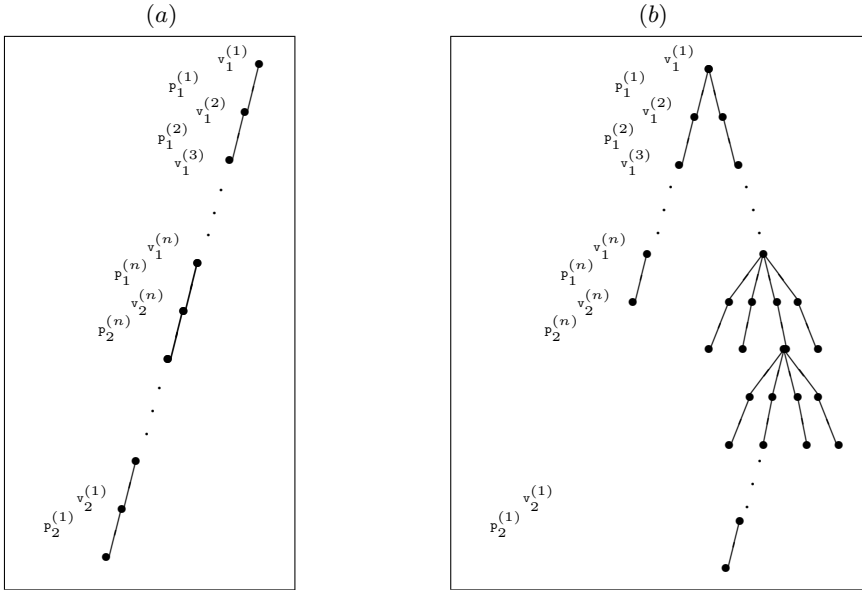 (a)
v_1^{(1)}
p_1^{(1)}
v_1^{(2)}
p_1^{(2)}
v_1^{(3)}
v_1^{(n)}
p_1^{(n)}
v_2^{(n)}
p_2^{(n)}
v_2^{(1)}
p_2^{(1)}
(b)
v_1^{(1)}
p_1^{(1)}
v_1^{(2)}
p_1^{(2)}
v_1^{(3)}
v_1^{(n)}
p_1^{(n)}
v_2^{(n)}
p_2^{(n)}
v_2^{(1)}
p_2^{(1)}